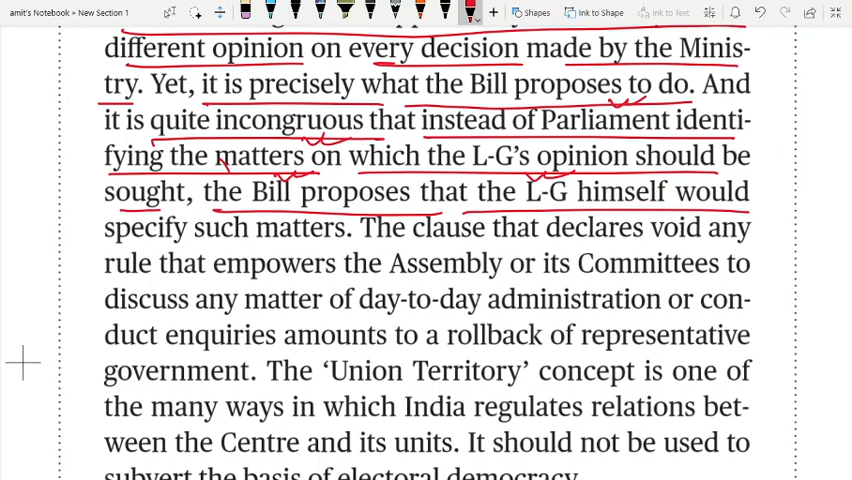 amit's Notebook » New Section 1
Shapes
Ink to Shape
Ink to Text
different opinion on every decision made by the Minis-
try. Yet, it is precisely what the Bill proposes to do. And
it is quite incongruous that instead of Parliament identi-
fying the matters on which the L-G’s opinion should be
sought, the Bill proposes that the L-G himself would
specify such matters. The clause that declares void any
rule that empowers the Assembly or its Committees to
discuss any matter of day-to-day administration or con-
duct enquiries amounts to a rollback of representative
government. The ‘Union Territory’ concept is one of
the many ways in which India regulates relations bet-
ween the Centre and its units. It should not be used to
subvert the basis of electoral democracy.